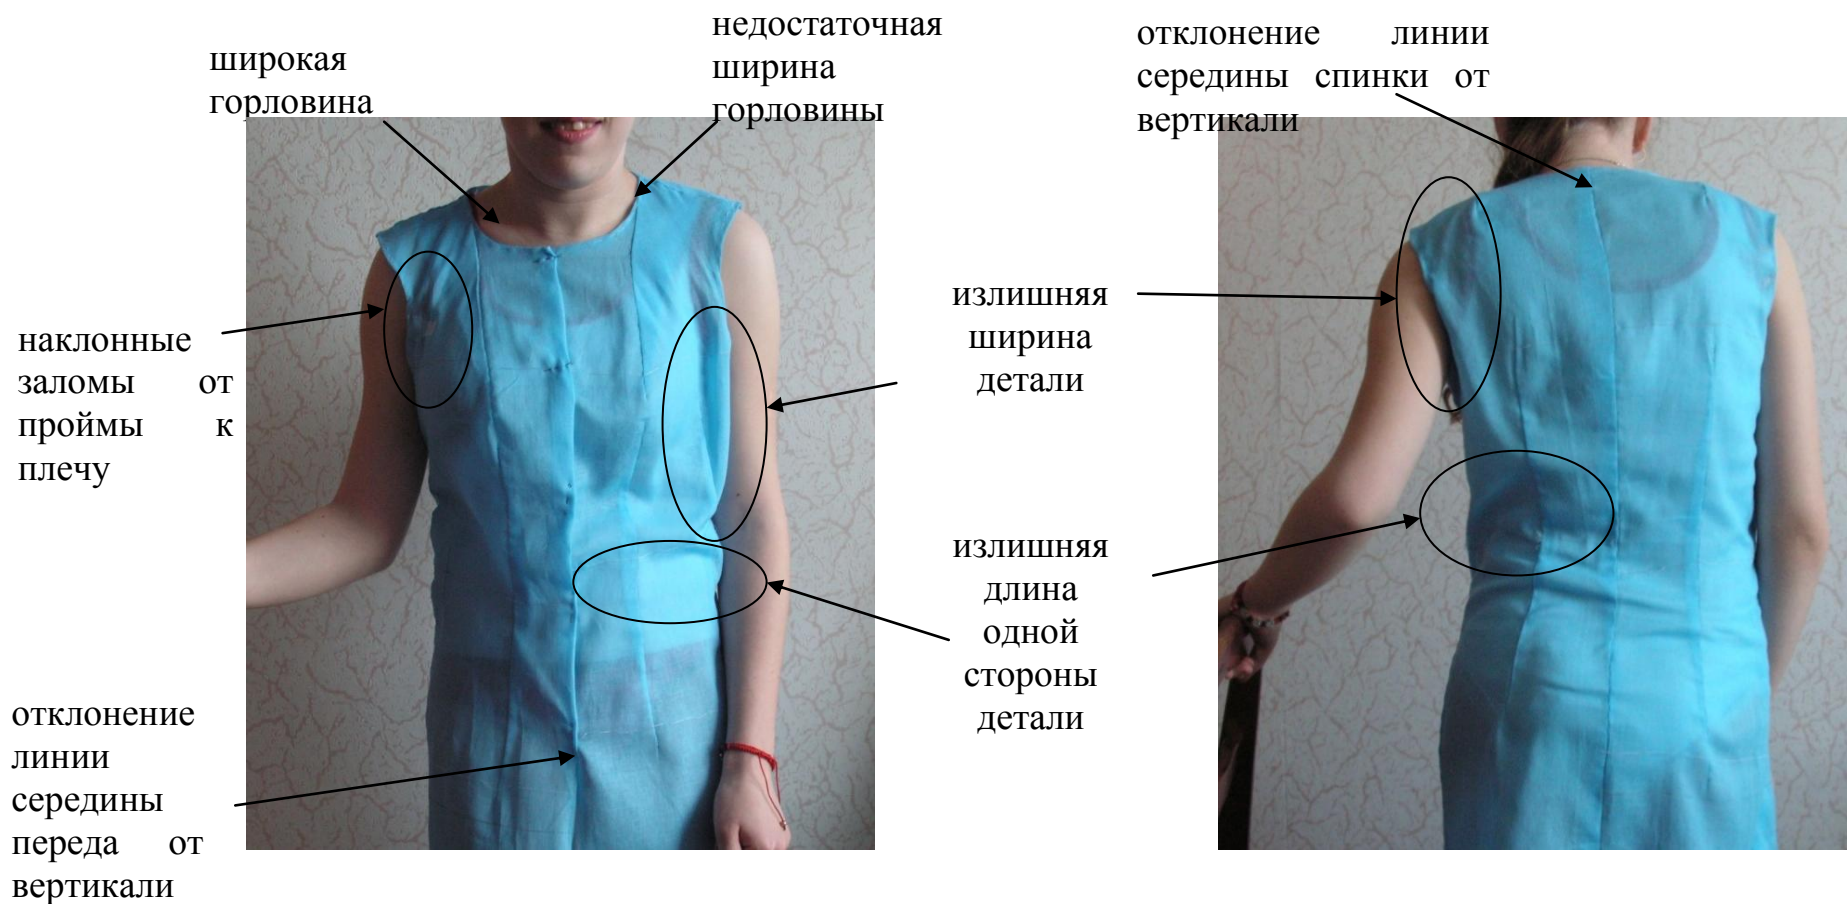 широкая
горловина
недостаточная
ширина
горловины
отклонение линии
середины спинки от
вертикали
наклонные
заломы от
проймы к
плечу
излишняя
ширина
детали
излишняя
длина
одной
стороны
детали
отклонение
линии
середины
переда от
вертикали